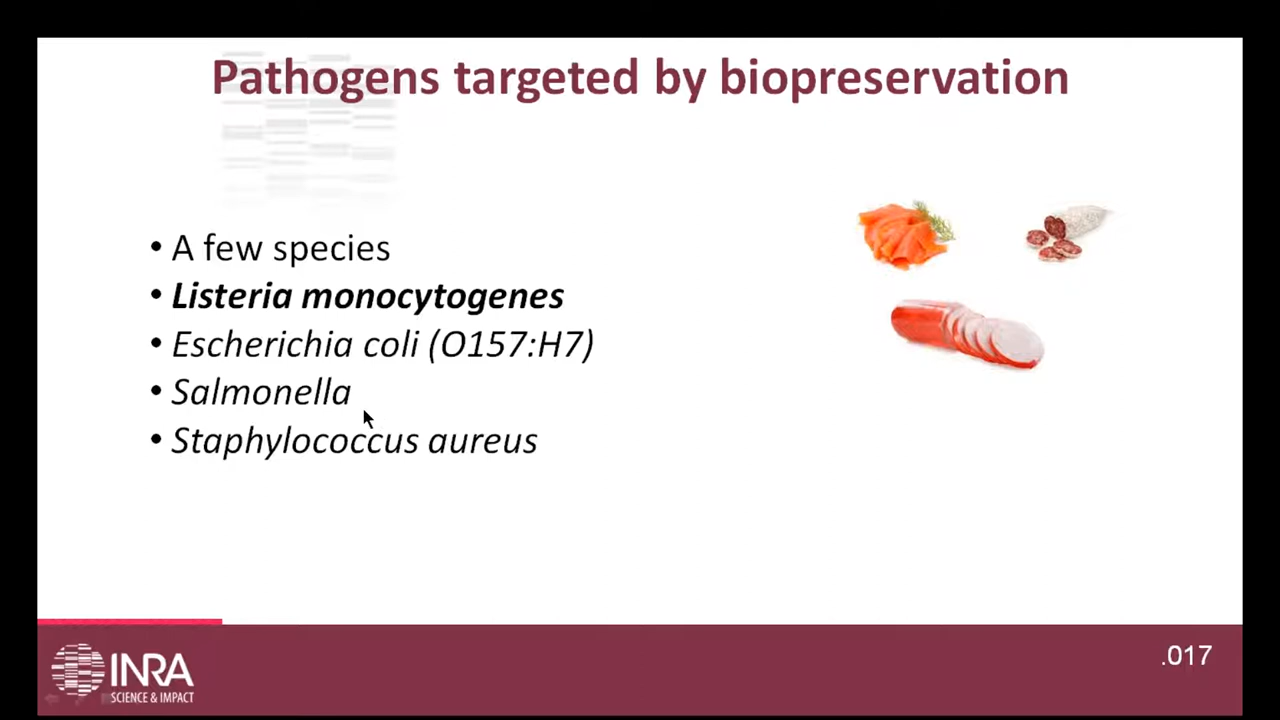 Pathogens targeted by biopreservation
• A few species
• Listeria monocytogenes
• Escherichia coli (O157:H7)
• Salmonella
• Staphylococcus aureus
INRA
SCIENCE & IMPACT
.017